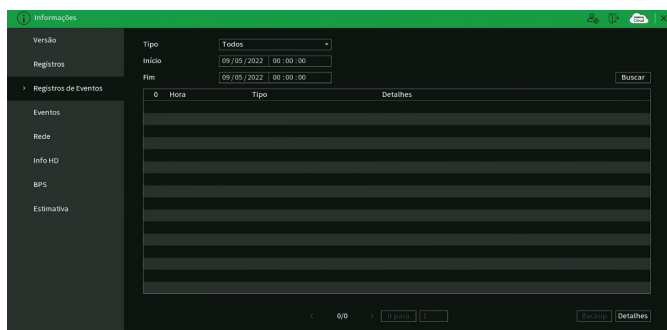 Informações
Versão
Registros
Registros de Eventos
Eventos
Rede
Info HD
BPS
Estimativa
Tipo Todos
Início 09/05/2022 00:00:00
Fim 09/05/2022 00:00:00
Buscar
0 Hora Tipo Detalhes
0/0 Ir para 1
Backup Detalhes